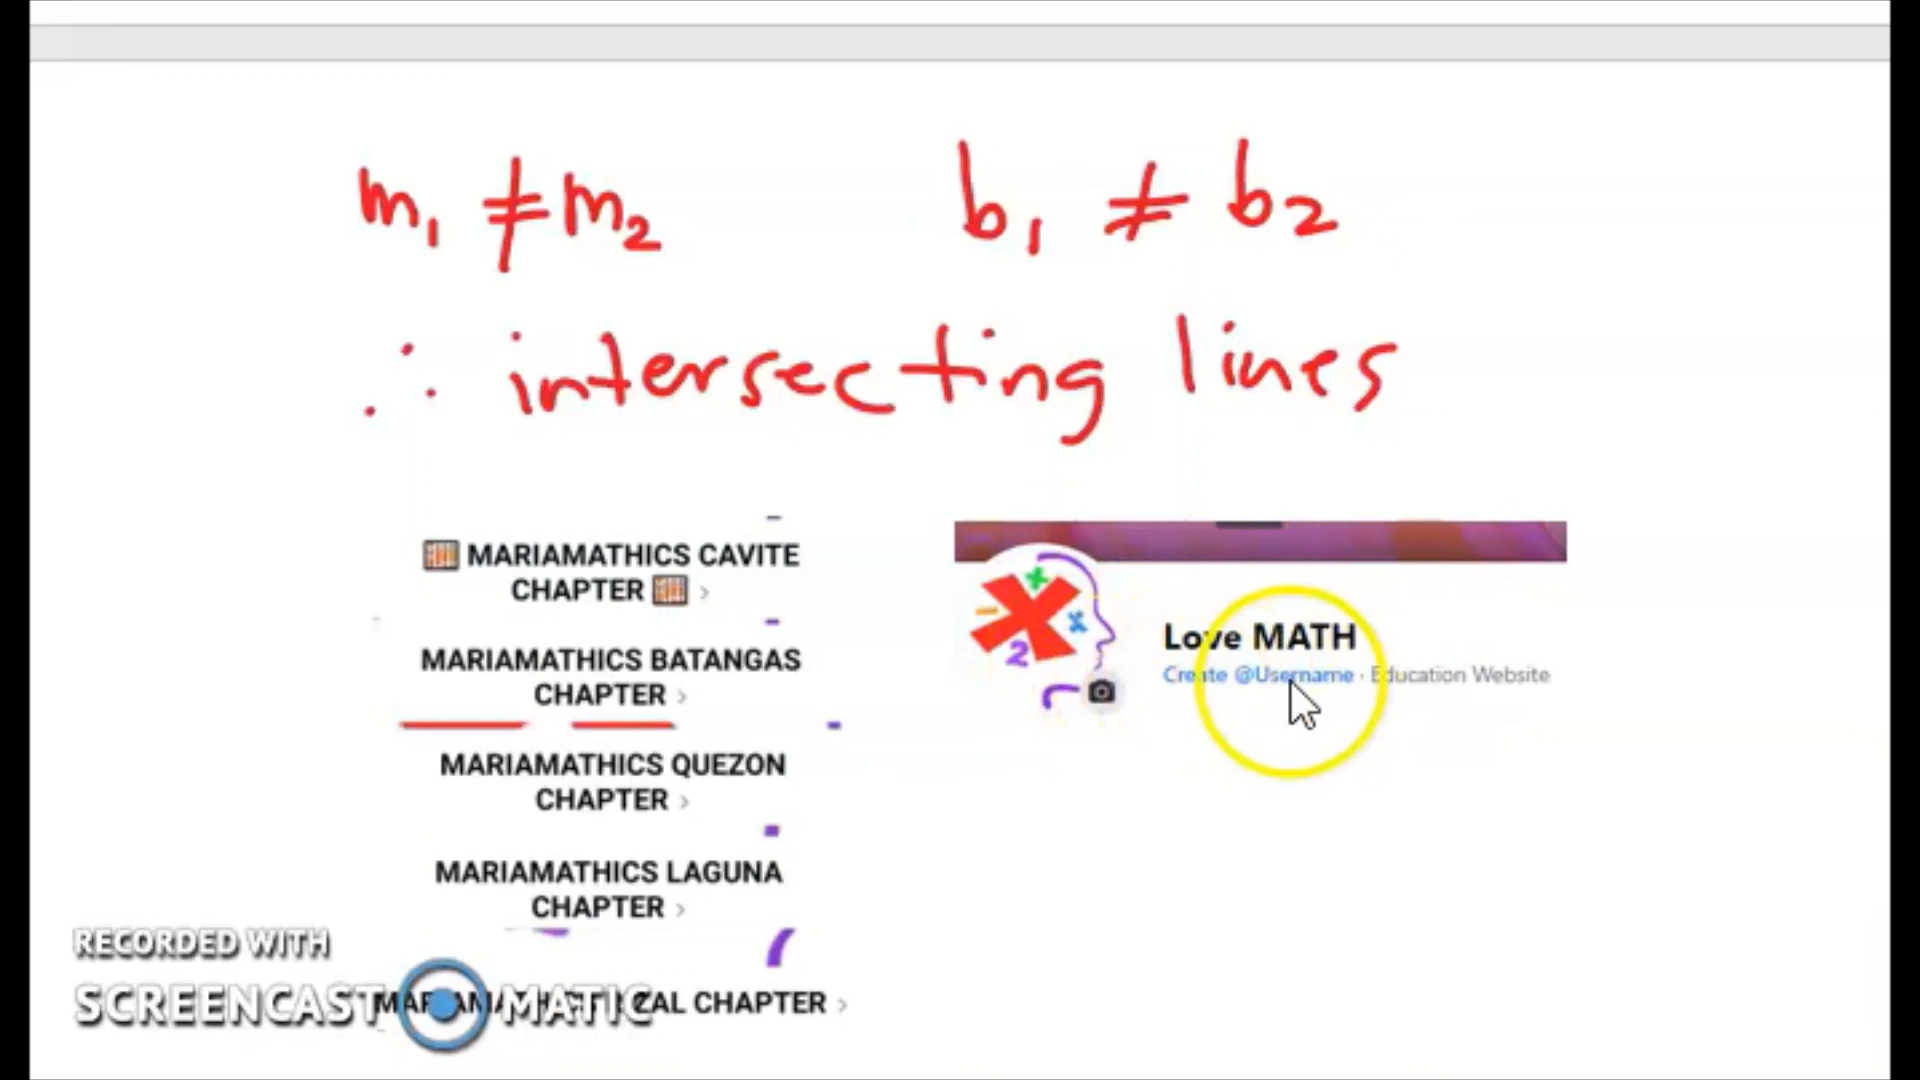 m₁ ≠ m₂ b₁ ≠ b₂
∴ intersecting lines
MARIAMATHICS CAVITE
CHAPTER >
MARIAMATHICS BATANGAS
CHAPTER >
MARIAMATHICS QUEZON
CHAPTER >
MARIAMATHICS LAGUNA
CHAPTER >
CHAPTER >
Love MATH
Create @Username · Education Website
RECORDED WITH
SCREENCAST MATIC